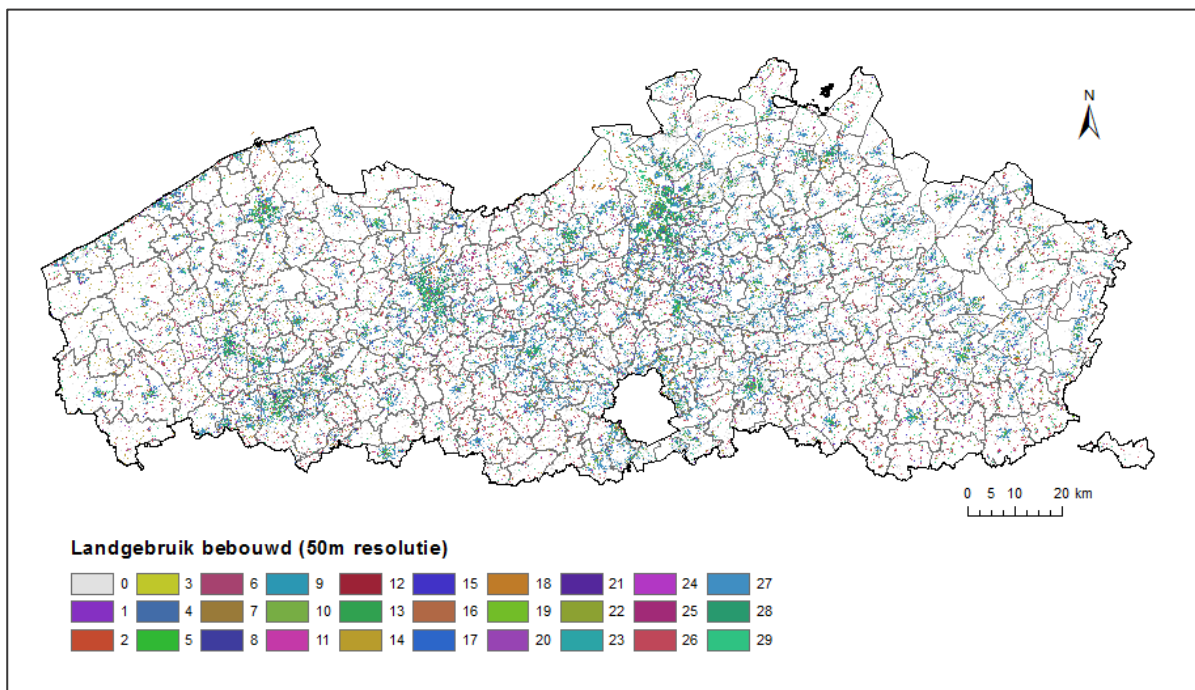 N
0 5 10 20 km
Landgebruik bebouwd (50m resolutie)
0 3 6 9 12 15 18 21 24 27
1 4 7 10 13 16 19 22 25 28
2 5 8 11 14 17 20 23 26 29